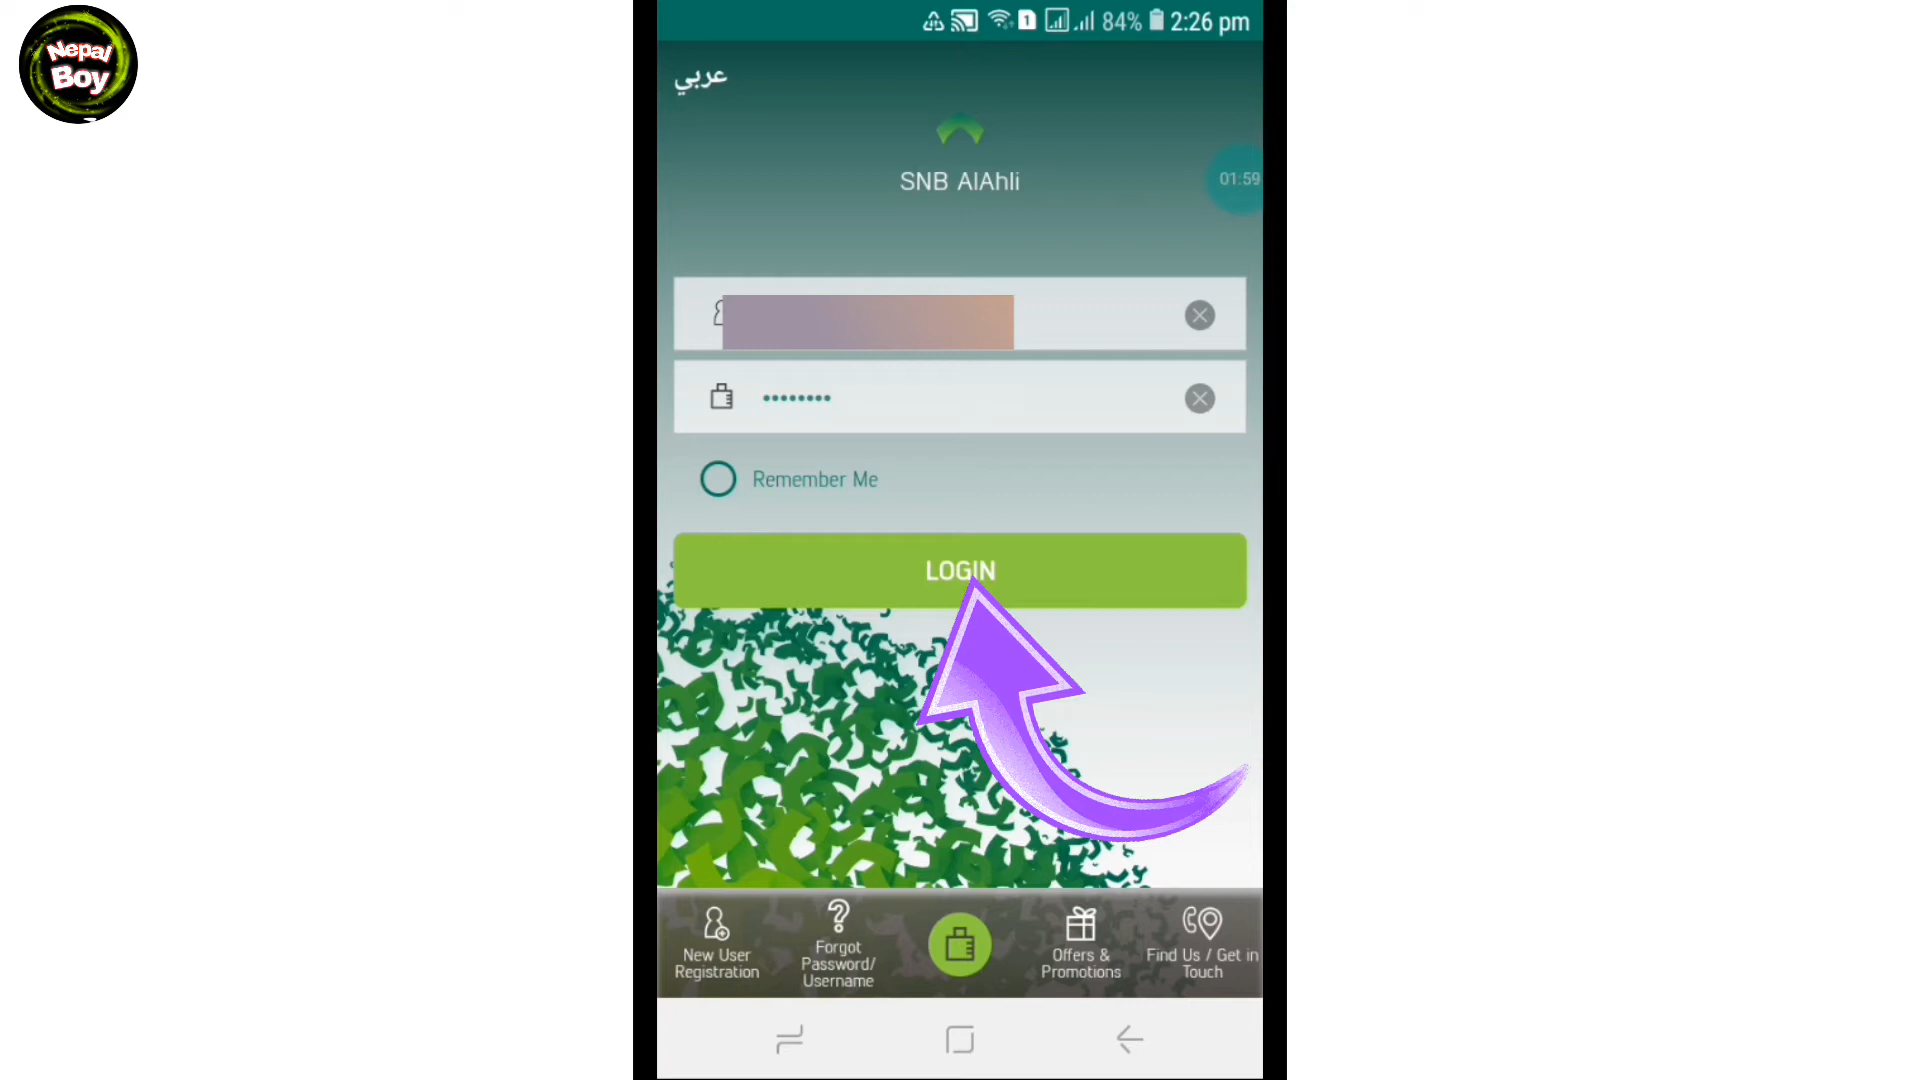 Nepal
Boy
1
84%
2:26 pm
عربي
SNB AlAhli
01:59
••••••••
Remember Me
LOGIN
New User
Registration
Forgot
Password/
Username
Offers &
Promotions
Find Us / Get in
Touch